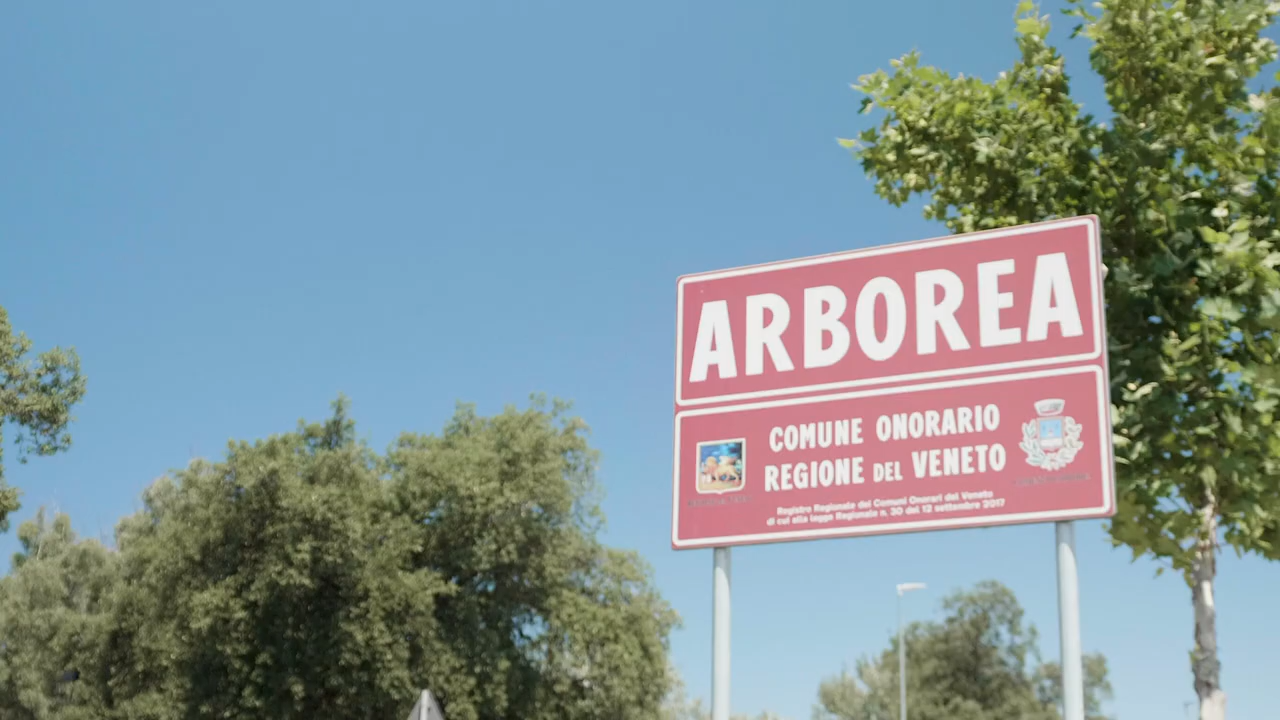 ARBOREA
COMUNE ONORARIO
REGIONE DEL VENETO
Registro Regionale dei Comuni Onorari del Veneto
di cui alla legge Regionale n. 30 del 12 settembre 2017